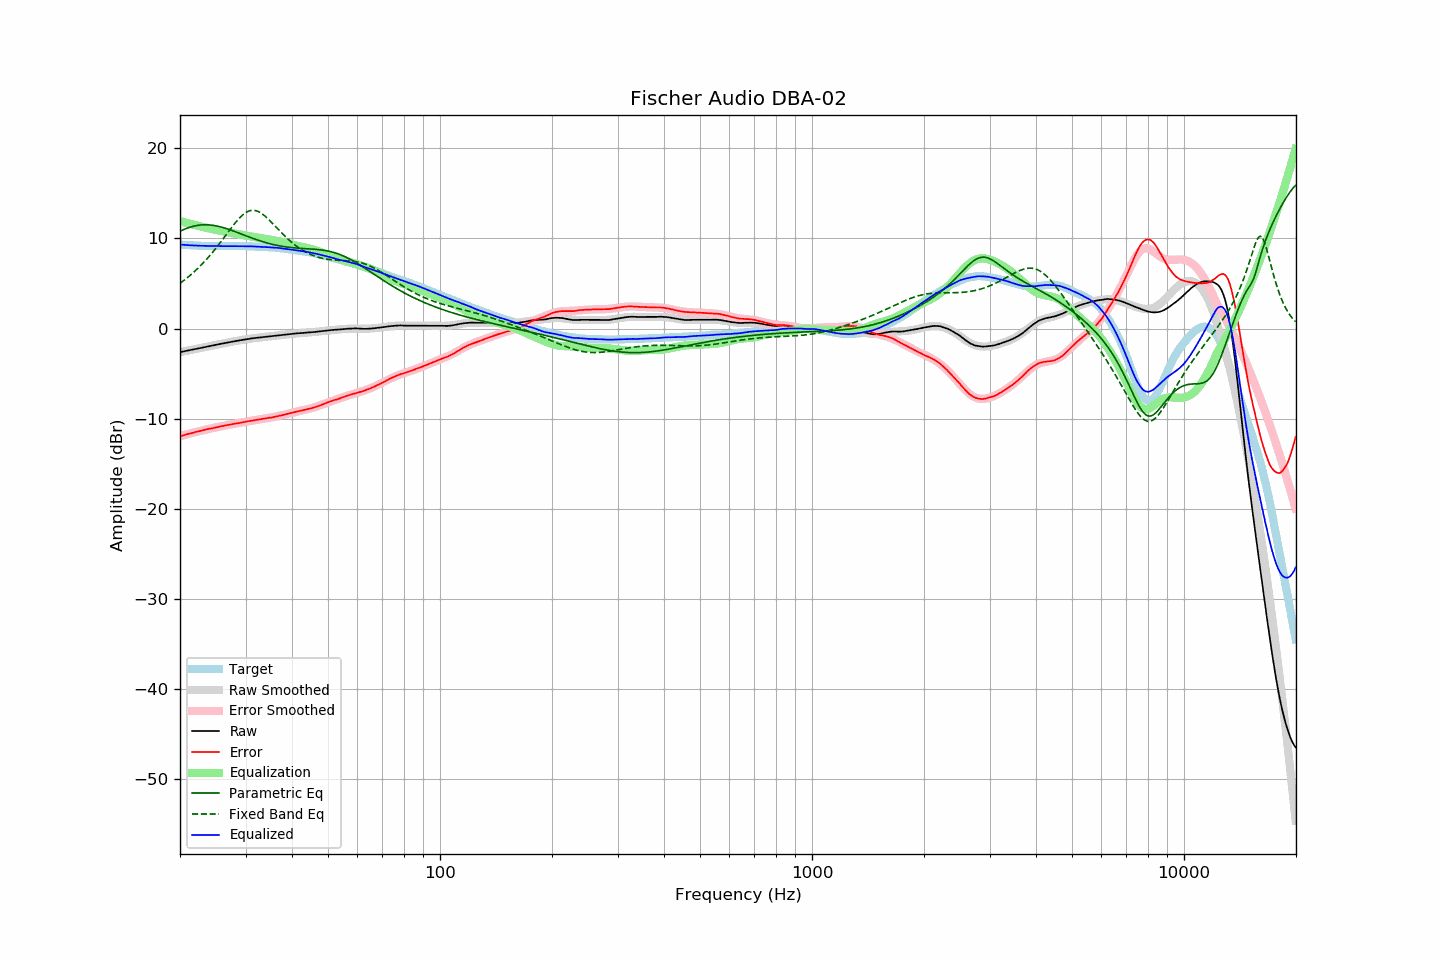 Fischer Audio DBA-02
20
10
0
−10
−20
−30
−40
−50
Amplitude (dBr)
Target
Raw Smoothed
Error Smoothed
Raw
Error
Equalization
Parametric Eq
Fixed Band Eq
Equalized
100
1000
10000
Frequency (Hz)